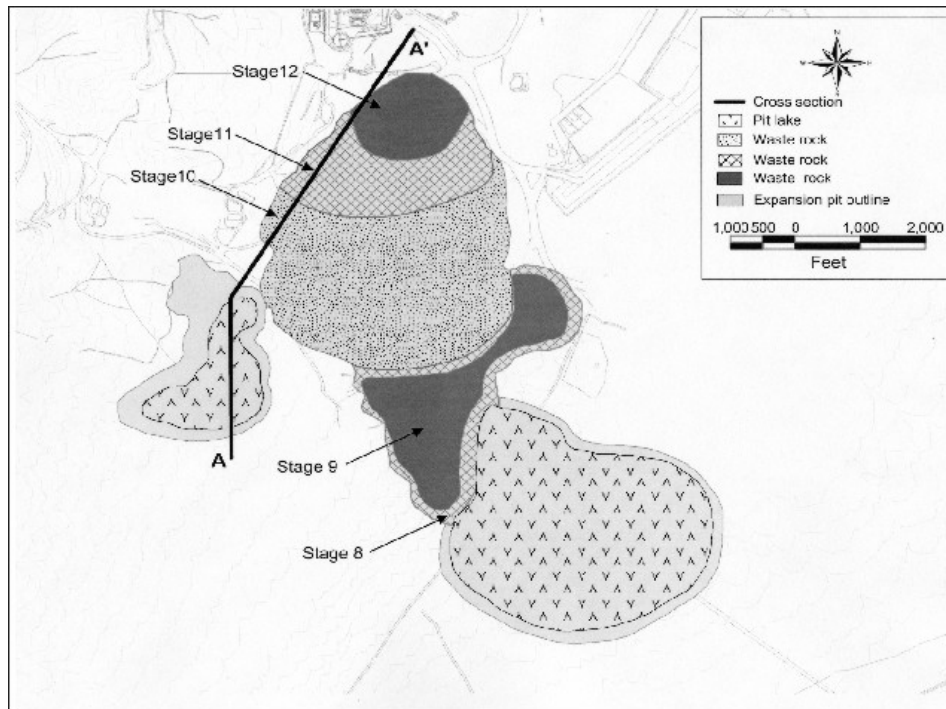 A'
Stage12
Stage11
Stage10
A
Stage 9
Stage 8
N
Cross section
Pit lake
Waste rock
Waste rock
Waste rock
Expansion pit outline
1,000 500 0 1,000 2,000
Feet